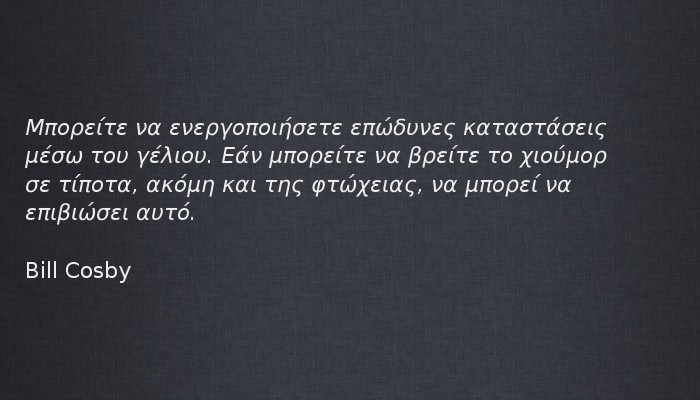 Μπορείτε να ενεργοποιήσετε επώδυνες καταστάσεις
μέσω του γέλιου. Εάν μπορείτε να βρείτε το χιούμορ
σε τίποτα, ακόμη και της φτώχειας, να μπορεί να
επιβιώσει αυτό.
Bill Cosby